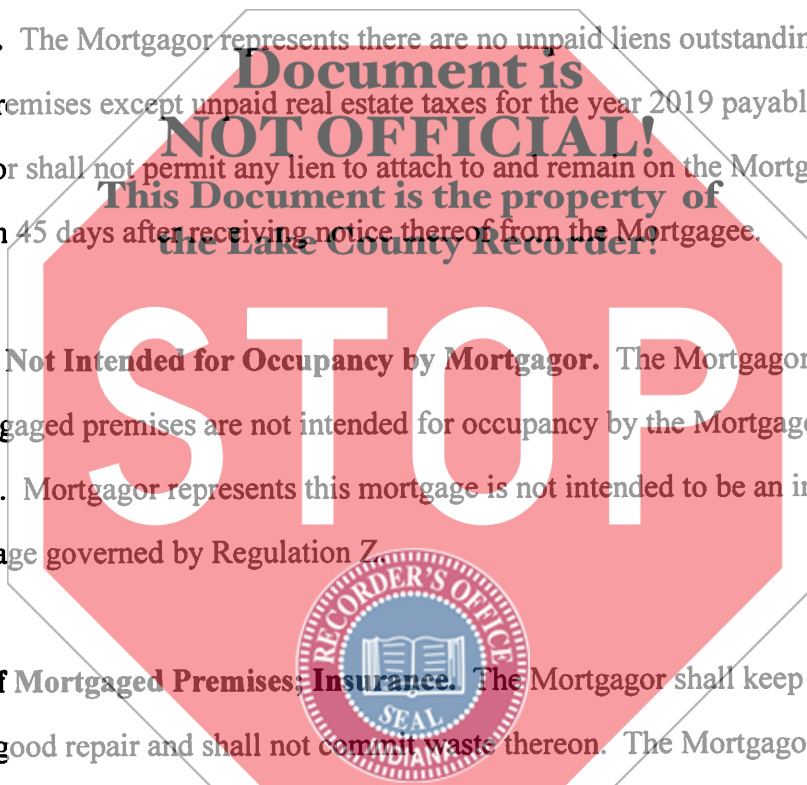 . The Mortgagor represents there are no unpaid liens outstandin
Document is
remises except unpaid real estate taxes for the year 2019 payabl
NOT OFFICIAL!
or shall not permit any lien to attach to and remain on the Mortg
This Document is the property of
n 45 days after receiving notice thereof from the Mortgagee.
the Lake County Recorder!
STOP
Not Intended for Occupancy by Mortgagor. The Mortgagor
gaged premises are not intended for occupancy by the Mortgag
. Mortgagor represents this mortgage is not intended to be an in
age governed by Regulation Z.
RECORDER'S OFFICE
f Mortgaged Premises; Insurance. The Mortgagor shall keep
SEAL
good repair and shall not commit waste thereon. The Mortgago
INDIANA